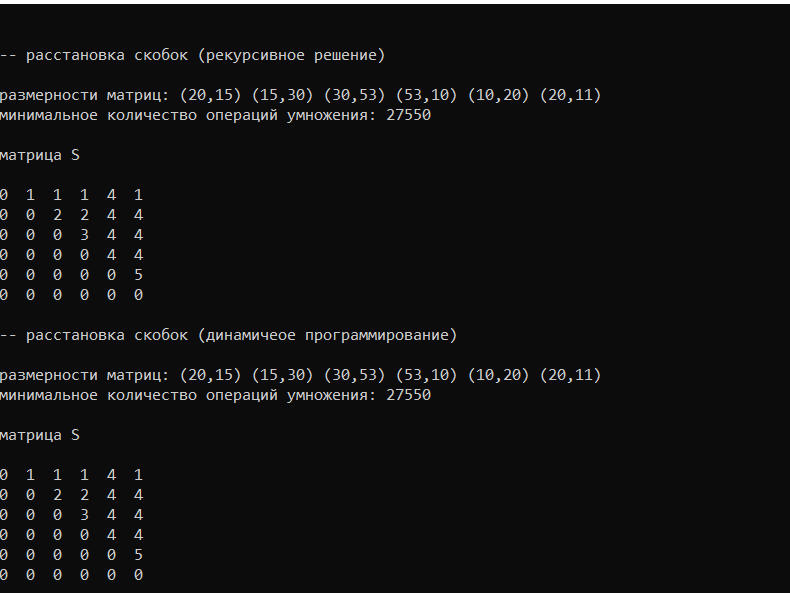 -- расстановка скобок (рекурсивное решение)
размерности матриц: (20,15) (15,30) (30,53) (53,10) (10,20) (20,11)
минимальное количество операций умножения: 27550
матрица S
0 1 1 1 4 1
0 0 2 2 4 4
0 0 0 3 4 4
0 0 0 0 4 4
0 0 0 0 0 5
0 0 0 0 0 0
-- расстановка скобок (динамичеое программирование)
размерности матриц: (20,15) (15,30) (30,53) (53,10) (10,20) (20,11)
минимальное количество операций умножения: 27550
матрица S
0 1 1 1 4 1
0 0 2 2 4 4
0 0 0 3 4 4
0 0 0 0 4 4
0 0 0 0 0 5
0 0 0 0 0 0